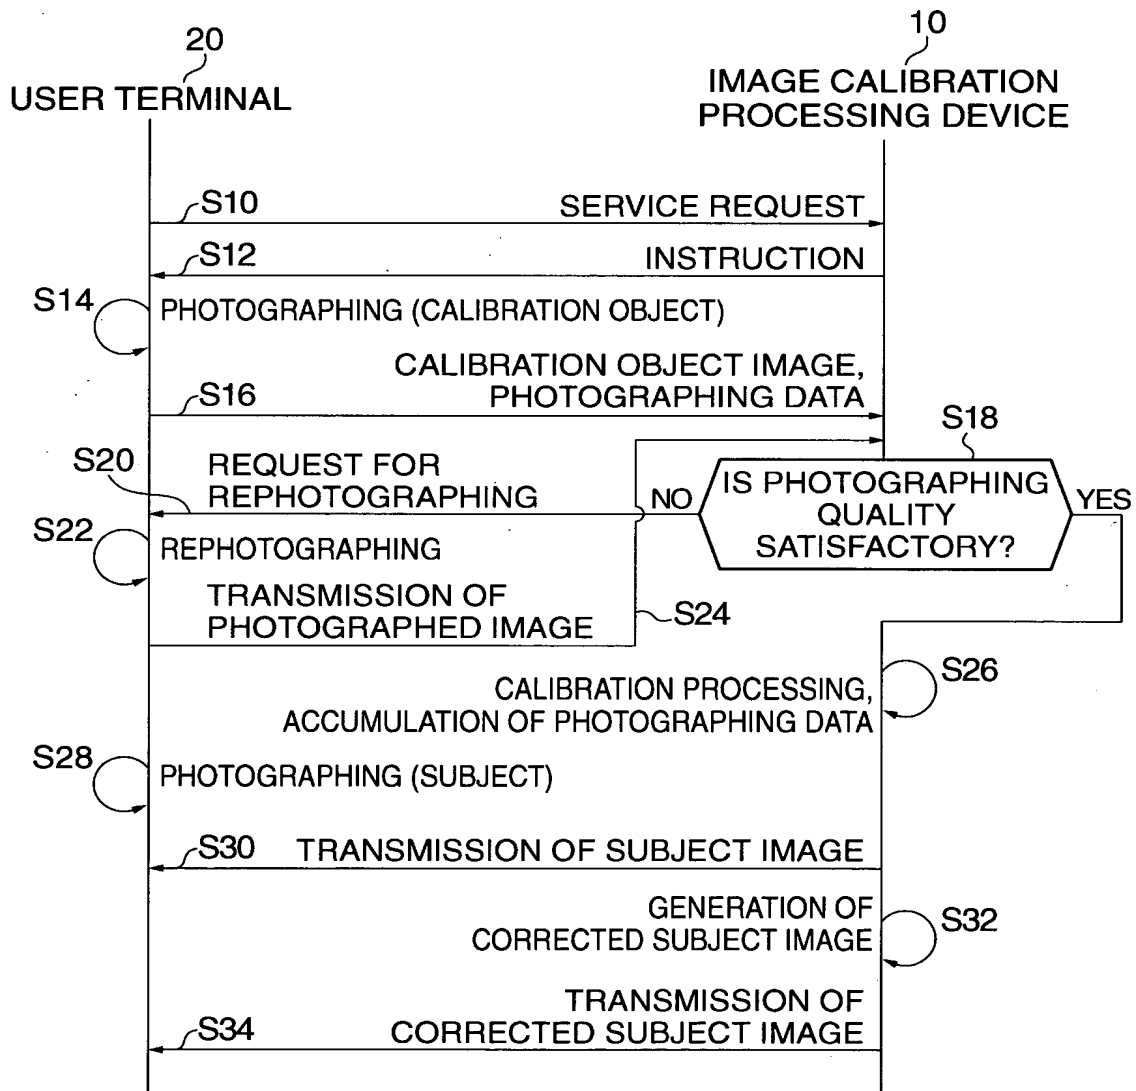 20
USER TERMINAL
10
IMAGE CALIBRATION
PROCESSING DEVICE
S10
SERVICE REQUEST
S12
INSTRUCTION
S14
PHOTOGRAPHING (CALIBRATION OBJECT)
CALIBRATION OBJECT IMAGE,
PHOTOGRAPHING DATA
S16
S18
IS PHOTOGRAPHING
QUALITY
SATISFACTORY?
NO
YES
S20
REQUEST FOR
REPHOTOGRAPHING
S22
REPHOTOGRAPHING
TRANSMISSION OF
PHOTOGRAPHED IMAGE
S24
S26
CALIBRATION PROCESSING,
ACCUMULATION OF PHOTOGRAPHING DATA
S28
PHOTOGRAPHING (SUBJECT)
S30
TRANSMISSION OF SUBJECT IMAGE
GENERATION OF
CORRECTED SUBJECT IMAGE
S32
TRANSMISSION OF
CORRECTED SUBJECT IMAGE
S34